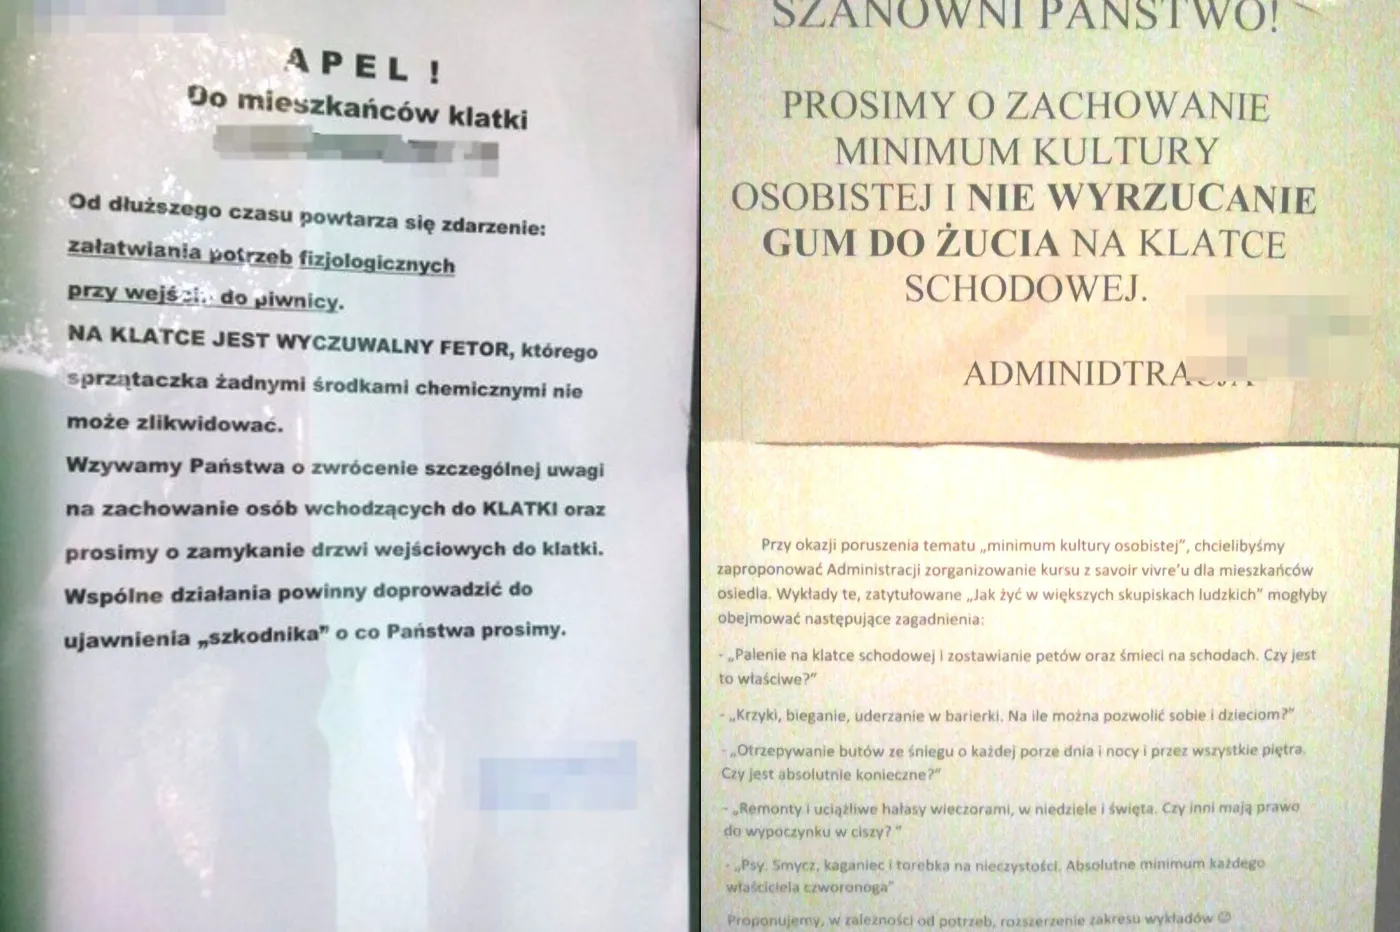 APEL!
Do mieszkańców klatki
Od dłuższego czasu powtarza się zdarzenie:
załatwiania potrzeb fizjologicznych
przy wejściu do piwnicy.
NA KLATCE JEST WYCZUWALNY FETOR, którego
sprzątaczka żadnymi środkami chemicznymi nie
może zlikwidować.
Wzywamy Państwa o zwrócenie szczególnej uwagi
na zachowanie osób wchodzących do KLATKI oraz
prosimy o zamykanie drzwi wejściowych do klatki.
Wspólne działania powinny doprowadzić do
ujawnienia „szkodnika” o co Państwa prosimy.
SZANOWNI PAŃSTWO!
PROSIMY O ZACHOWANIE
MINIMUM KULTURY
OSOBISTEJ I NIE WYRZUCANIE
GUM DO ŻUCIA NA KLATCE
SCHODOWEJ.
ADMINIDTRACJA
Przy okazji poruszenia tematu „minimum kultury osobistej”, chcielibyśmy
zaproponować Administracji zorganizowanie kursu z savoir vivre’u dla mieszkańców
osiedla. Wykłady te, zatytułowane „Jak żyć w większych skupiskach ludzkich” mogłyby
obejmować następujące zagadnienia:
- „Palenie na klatce schodowej i zostawianie petów oraz śmieci na schodach. Czy jest
to właściwe?”
- „Krzyki, bieganie, uderzanie w barierki. Na ile można pozwolić sobie i dzieciom?”
- „Otrzepywanie butów ze śniegu o każdej porze dnia i nocy i przez wszystkie piętra.
Czy jest absolutnie konieczne?”
- „Remonty i uciążliwe hałasy wieczorami, w niedziele i święta. Czy inni mają prawo
do wypoczynku w ciszy? ”
- „Psy. Smycz, kaganiec i torebka na nieczystości. Absolutne minimum każdego
właściciela czworonoga”
Proponujemy, w zależności od potrzeb, rozszerzenie zakresu wykładów ☺